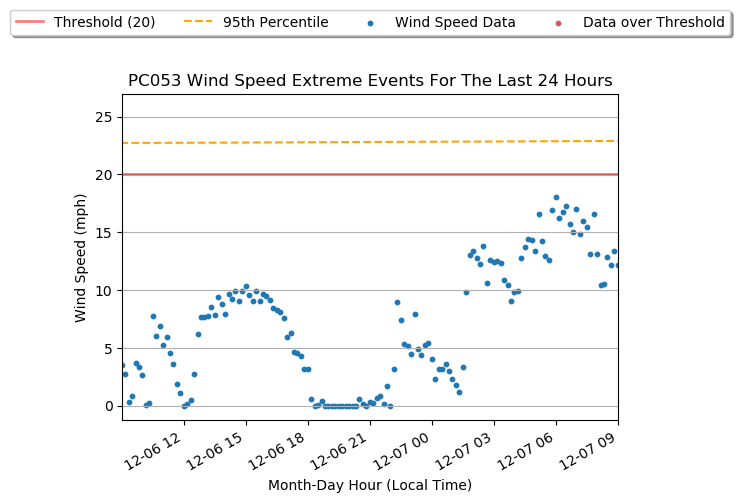 Threshold (20) 95th Percentile Wind Speed Data Data over Threshold
PC053 Wind Speed Extreme Events For The Last 24 Hours
25
20
15
10
5
0
Wind Speed (mph)
12-06 12 12-06 15 12-06 18 12-06 21 12-07 00 12-07 03 12-07 06 12-07 09
Month-Day Hour (Local Time)